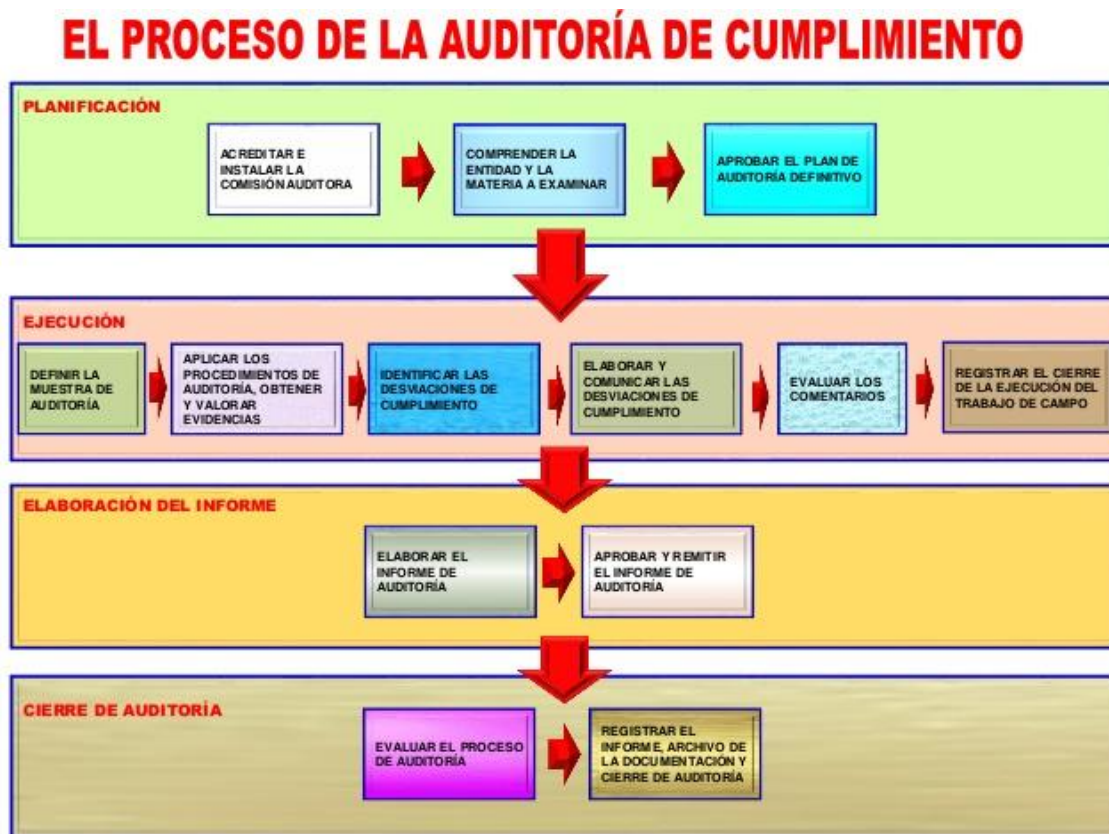 EL PROCESO DE LA AUDITORÍA DE CUMPLIMIENTO
PLANIFICACIÓN
ACREDITAR E
INSTALAR LA
COMISIÓN AUDITORA
COMPRENDER LA
ENTIDAD Y LA
MATERIA A EXAMINAR
APROBAR EL PLAN DE
AUDITORÍA DEFINITIVO
EJECUCIÓN
DEFINIR LA
MUESTRA DE
AUDITORÍA
APLICAR LOS
PROCEDIMIENTOS DE
AUDITORÍA, OBTENER
Y VALORAR
EVIDENCIAS
IDENTIFICAR LAS
DESVIACIONES DE
CUMPLIMIENTO
ELABORAR Y
COMUNICAR LAS
DESVIACIONES DE
CUMPLIMIENTO
EVALUAR LOS
COMENTARIOS
REGISTRAR EL CIERRE
DE LA EJECUCIÓN DEL
TRABAJO DE CAMPO
ELABORACIÓN DEL INFORME
ELABORAR EL
INFORME DE
AUDITORÍA
APROBAR Y REMITIR
EL INFORME DE
AUDITORÍA
CIERRE DE AUDITORÍA
EVALUAR EL PROCESO
DE AUDITORÍA
REGISTRAR EL
INFORME, ARCHIVO DE
LA DOCUMENTACIÓN Y
CIERRE DE AUDITORÍA